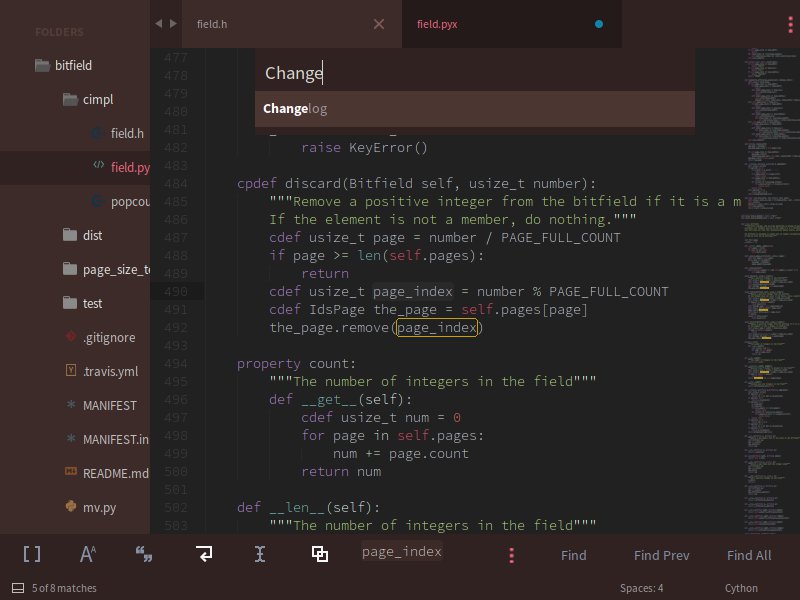 FOLDERS
bitfield
cimpl
field.h
field.py
popcou
dist
page_size_te
test
.gitignore
.travis.yml
MANIFEST
MANIFEST.in
README.md
mv.py
field.h
field.pyx
Change
Changelog
477
478
479
480
481
482 raise KeyError()
483
484 cpdef discard(Bitfield self, usize_t number):
485 """Remove a positive integer from the bitfield if it is a m
486 If the element is not a member, do nothing."""
487 cdef usize_t page = number / PAGE_FULL_COUNT
488 if page >= len(self.pages):
489 return
490 cdef usize_t page_index = number % PAGE_FULL_COUNT
491 cdef IdsPage the_page = self.pages[page]
492 the_page.remove(page_index)
493
494 property count:
495 """The number of integers in the field"""
496 def __get__(self):
497 cdef usize_t num = 0
498 for page in self.pages:
499 num += page.count
500 return num
501
502 def __len__(self):
503 """The number of integers in the field"""
page_index
Find
Find Prev
Find All
5 of 8 matches
Spaces: 4
Cython